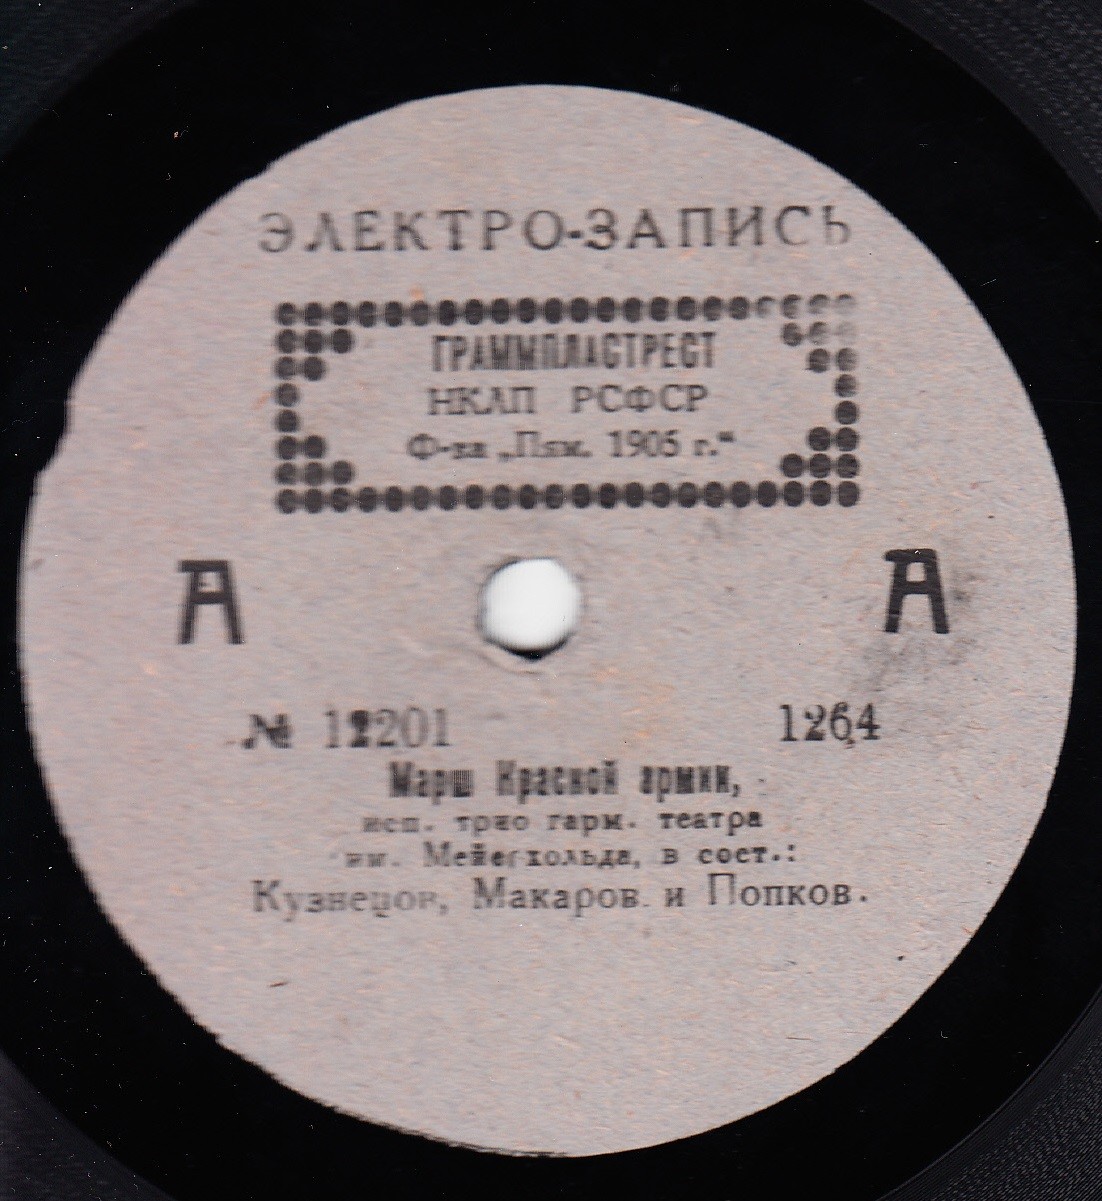 ЭЛЕКТРО-ЗАПИСЬ
ГРАММПЛАСТРЕСТ
НКАП РСФСР
Ф-ка „Пам. 1905 г.“
А А
№ 12201 1264
Марш Красной армии,
исп. трио гарм. театра
им. Мейерхольда, в сост.:
Кузнецов, Макаров и Попков.